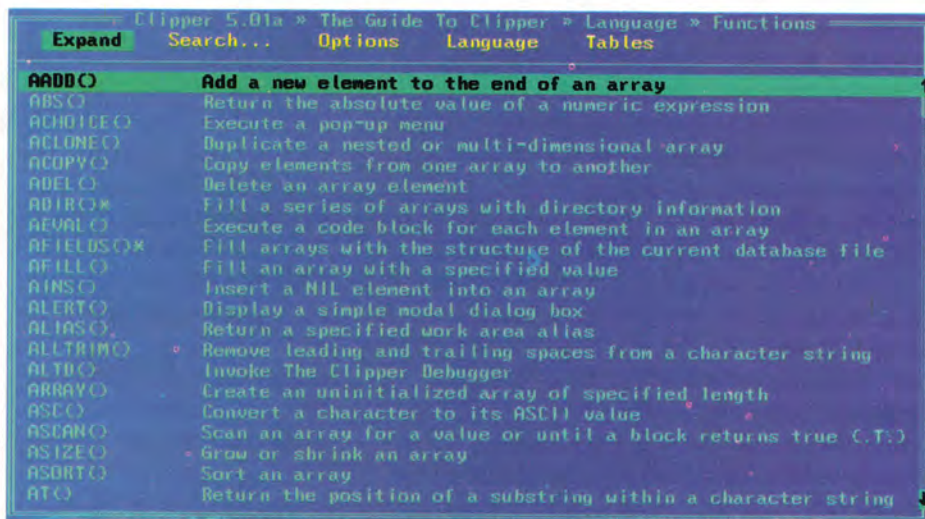 Clipper 5.01a » The Guide To Clipper » Language » Functions
Expand Search... Options Language Tables
AADD() Add a new element to the end of an array
ABS() Return the absolute value of a numeric expression
ACHOICE() Execute a pop-up menu
ACLONE() Duplicate a nested or multi-dimensional array
ACOPY() Copy elements from one array to another
ADEL() Delete an array element
ADIR()* Fill a series of arrays with directory information
AEVAL() Execute a code block for each element in an array
AFIELDS()* Fill arrays with the structure of the current database file
AFILL() Fill an array with a specified value
AINS() Insert a NIL element into an array
ALERT() Display a simple modal dialog box
ALIAS() Return a specified work area alias
ALLTRIM() Remove leading and trailing spaces from a character string
ALTD() Invoke The Clipper Debugger
ARRAY() Create an uninitialized array of specified length
ASC() Convert a character to its ASCII value
ASCAN() Scan an array for a value or until a block returns true (.T.)
ASIZE() Grow or shrink an array
ASORT() Sort an array
AT() Return the position of a substring within a character string